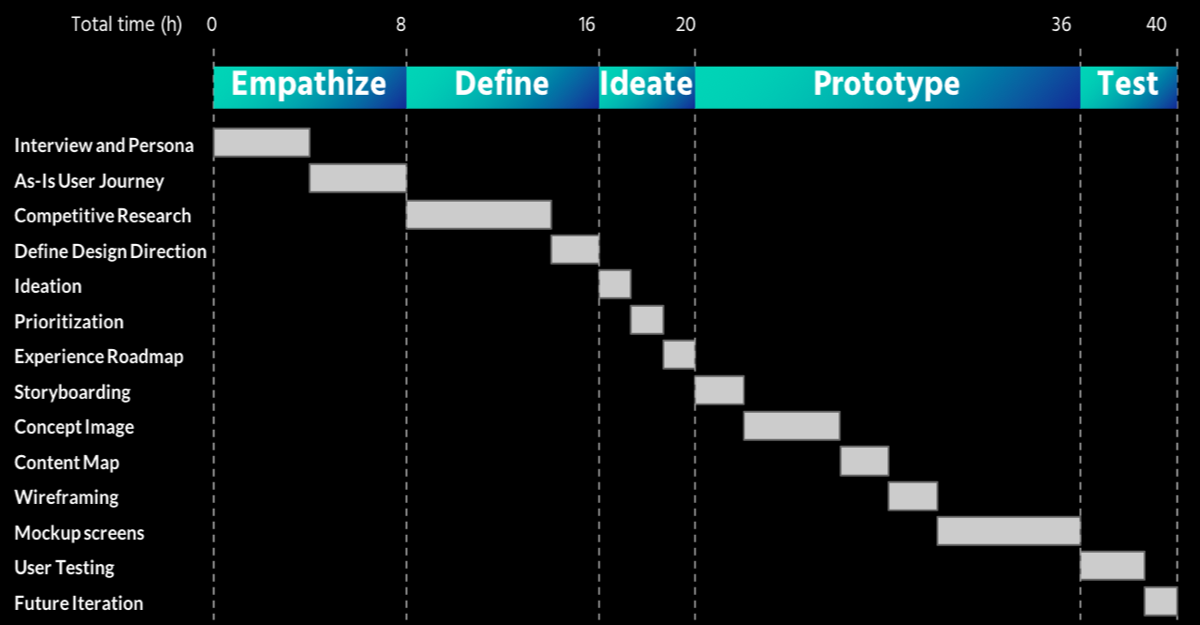 Total time (h) 0 8 16 20 36 40
Empathize Define Ideate Prototype Test
Interview and Persona
As-Is User Journey
Competitive Research
Define Design Direction
Ideation
Prioritization
Experience Roadmap
Storyboarding
Concept Image
Content Map
Wireframing
Mockup screens
User Testing
Future Iteration